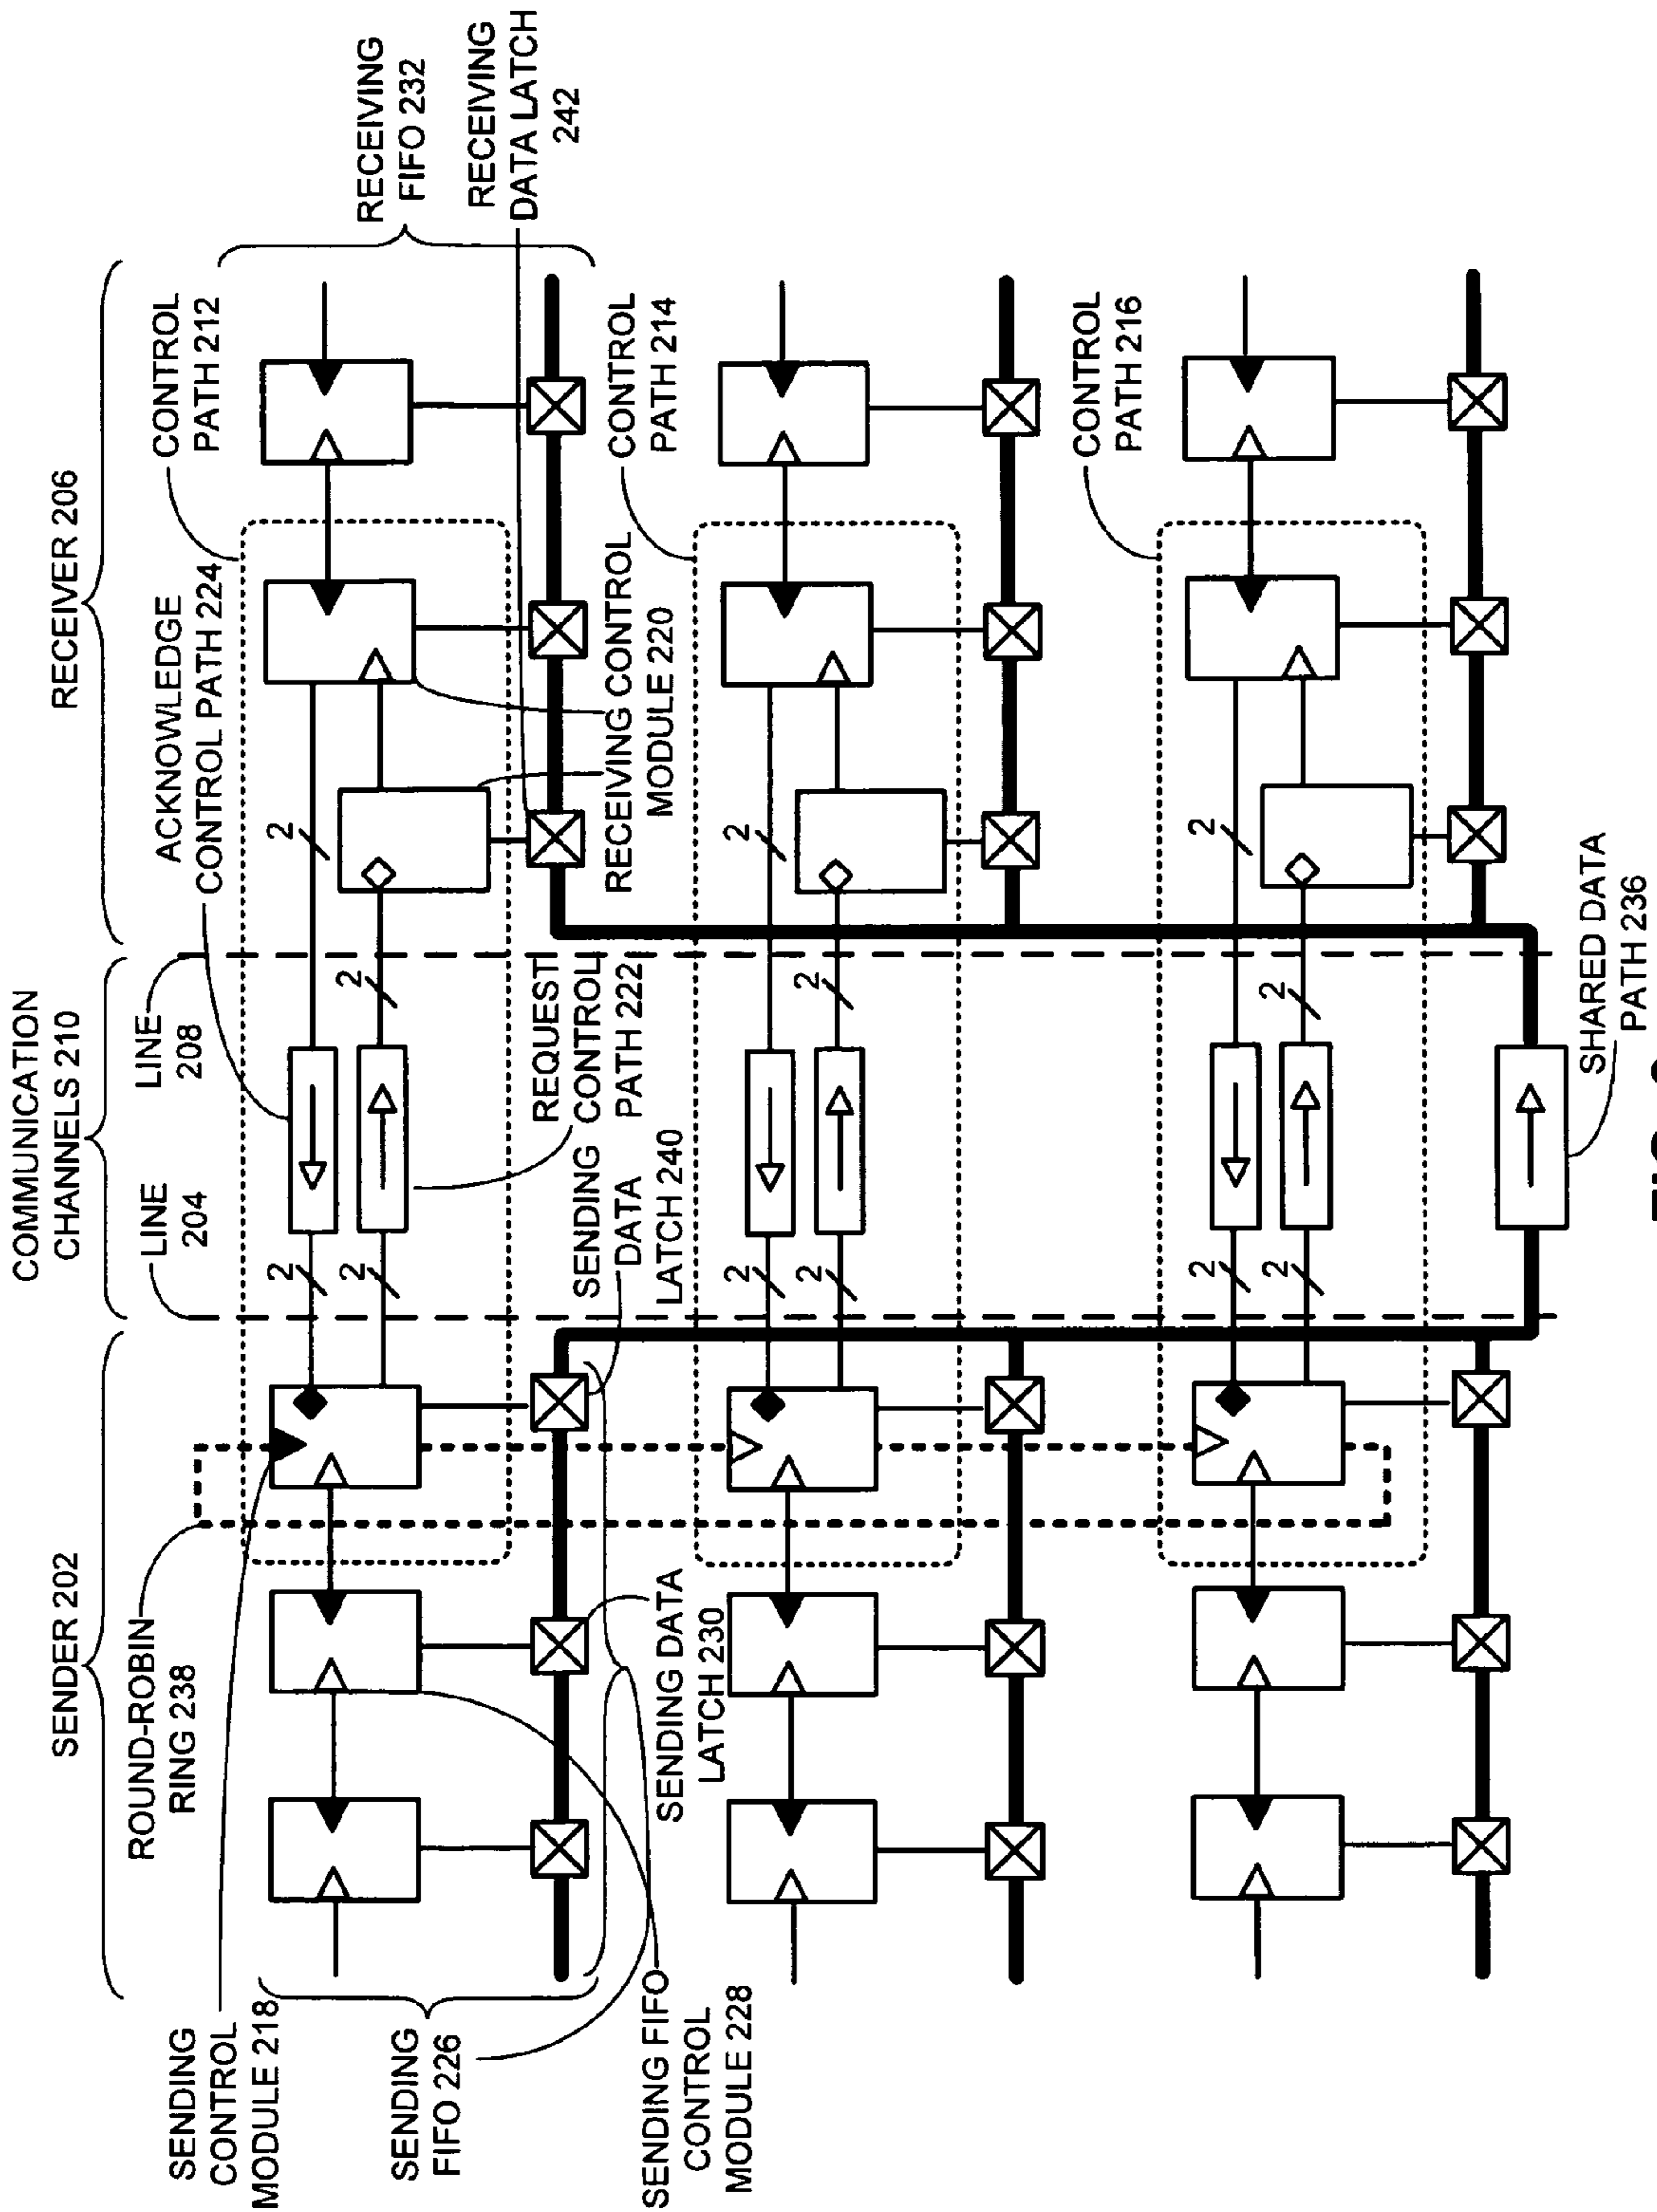 COMMUNICATION
CHANNELS 210
SENDER 202
RECEIVER 206
LINE
204
LINE
208
ROUND-ROBIN
RING 238
ACKNOWLEDGE
CONTROL PATH 224
CONTROL
PATH 212
SENDING
CONTROL
MODULE 218
RECEIVING
FIFO 232
RECEIVING
DATA LATCH
242
2
2
2
2
SENDING
FIFO 226
REQUEST
CONTROL
PATH 222
SENDING
DATA
LATCH 240
RECEIVING CONTROL
MODULE 220
CONTROL
PATH 214
SENDING DATA
LATCH 230
SENDING FIFO
CONTROL
MODULE 228
2
2
2
2
CONTROL
PATH 216
2
2
2
2
SHARED DATA
PATH 236